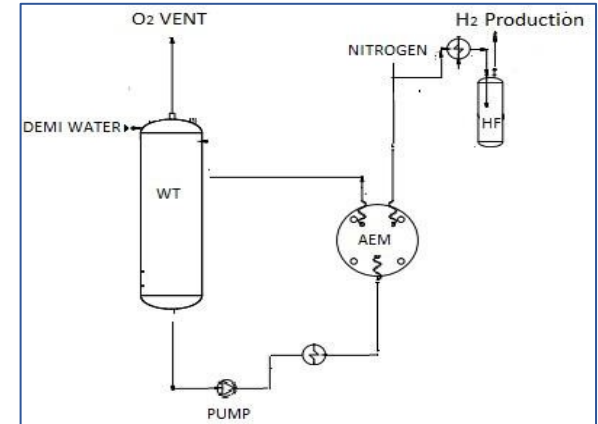 O2 VENT
H2 Production
NITROGEN
DEMI WATER
HF
WT
AEM
PUMP